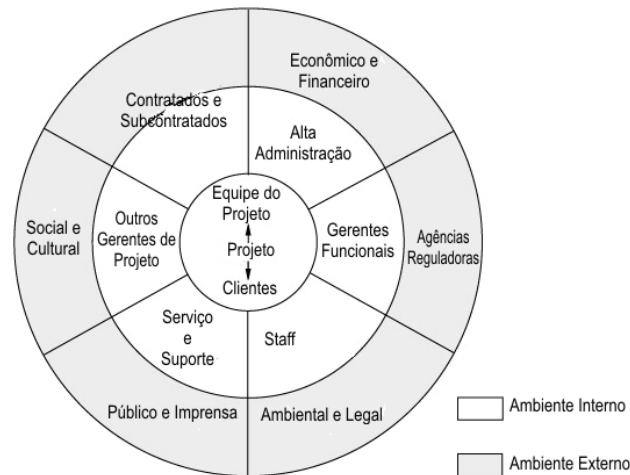 Econômico e
Financeiro
Contratados e
Subcontratados
Alta
Administração
Equipe do
Projeto
Projeto
Clientes
Social e
Cultural
Outros
Gerentes de
Projeto
Gerentes
Funcionais
Agências
Reguladoras
Serviço
e
Suporte
Staff
Público e Imprensa
Ambiental e Legal
Ambiente Interno
Ambiente Externo